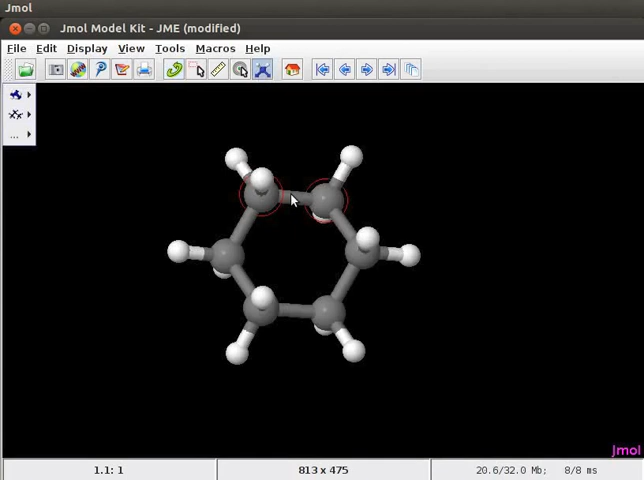 Jmol
Jmol Model Kit - JME (modified)
File Edit Display View Tools Macros Help
...
Jmol
1.1: 1 813 x 475 20.6/32.0 Mb; 8/8 ms